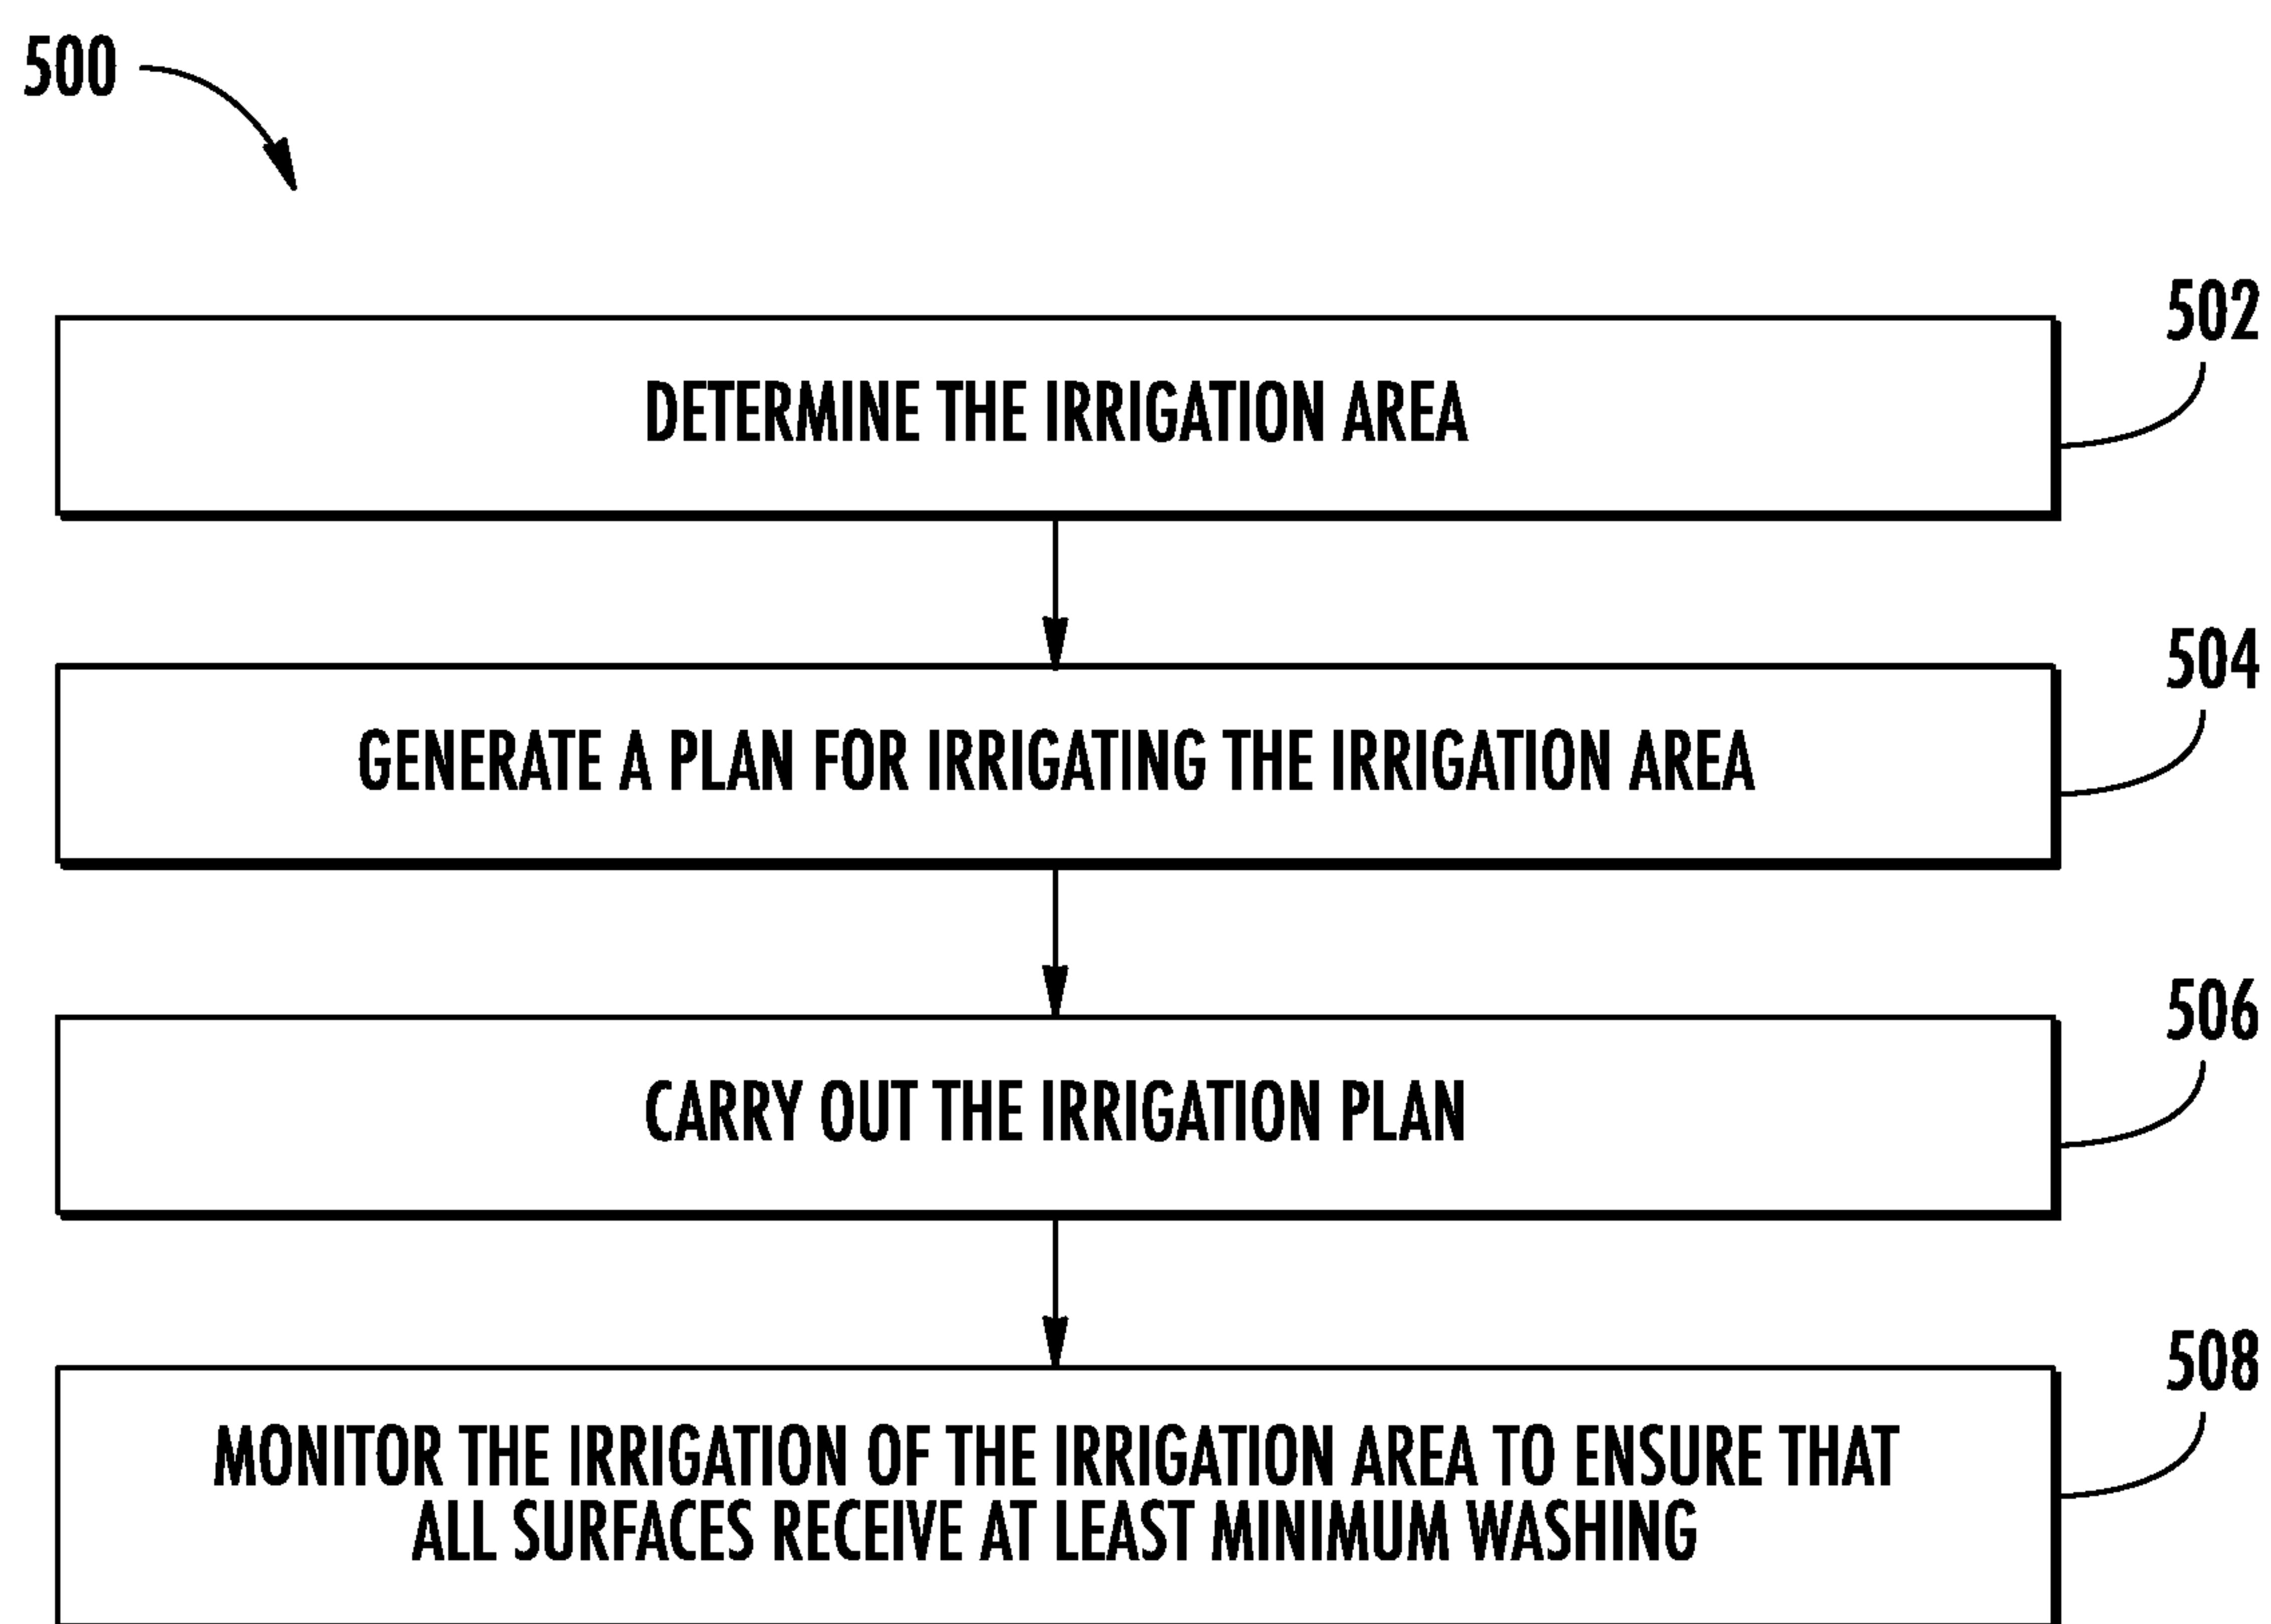 500
502
DETERMINE THE IRRIGATION AREA
504
GENERATE A PLAN FOR IRRIGATING THE IRRIGATION AREA
506
CARRY OUT THE IRRIGATION PLAN
508
MONITOR THE IRRIGATION OF THE IRRIGATION AREA TO ENSURE THAT
ALL SURFACES RECEIVE AT LEAST MINIMUM WASHING